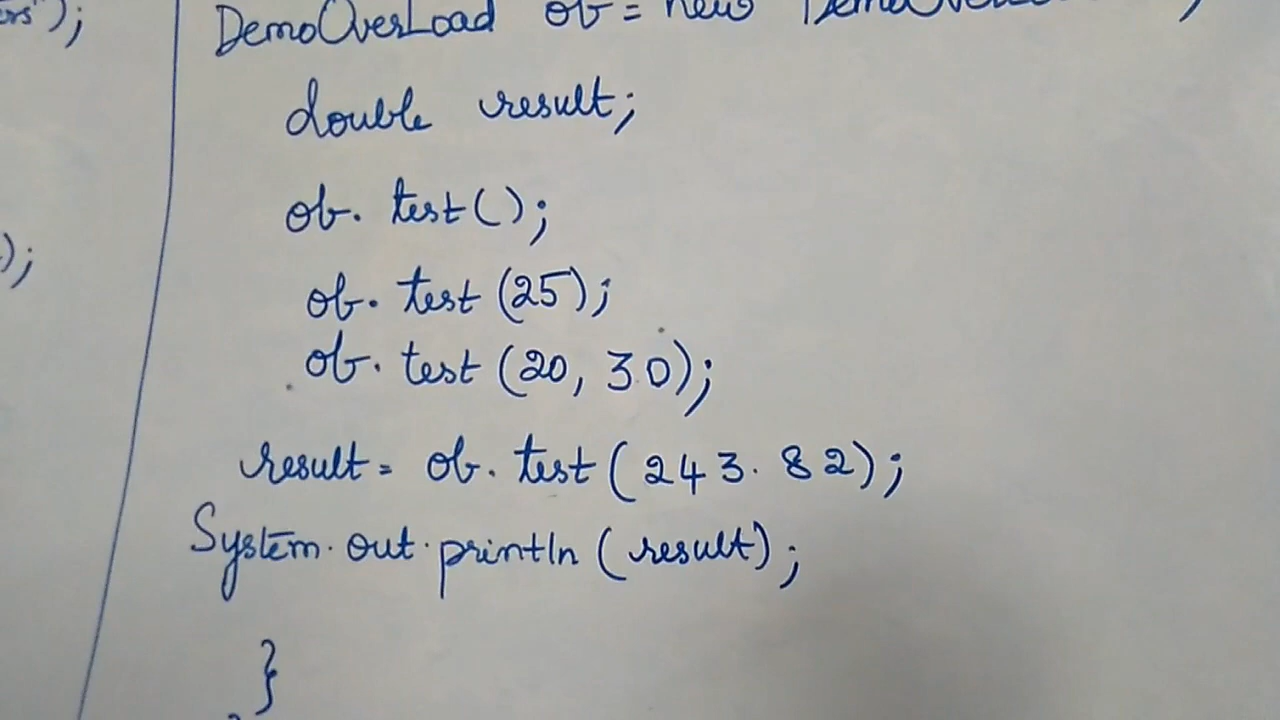 ers");
);
DemoOverLoad ob = new
double result;
ob. test();
ob. test (25);
ob. test (20, 30);
result = ob. test (243.82);
System.out.println (result);
}